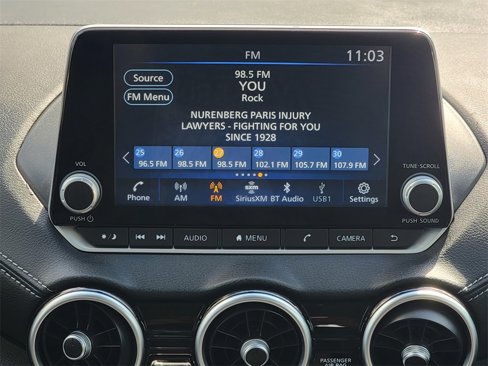 FM
11:03
Source
FM Menu
98.5 FM
YOU
Rock
NURENBERG PARIS INJURY
LAWYERS - FIGHTING FOR YOU
SINCE 1928
25 26 27 28 29 30
96.5 FM 98.5 FM 98.5 FM 102.1 FM 105.7 FM 107.9 FM
Phone AM FM SiriusXM BT Audio USB1 Settings
sxm
VOL
PUSH
TUNE·SCROLL
PUSH·SOUND
AUDIO MENU CAMERA
PASSENGER
AIR BAG